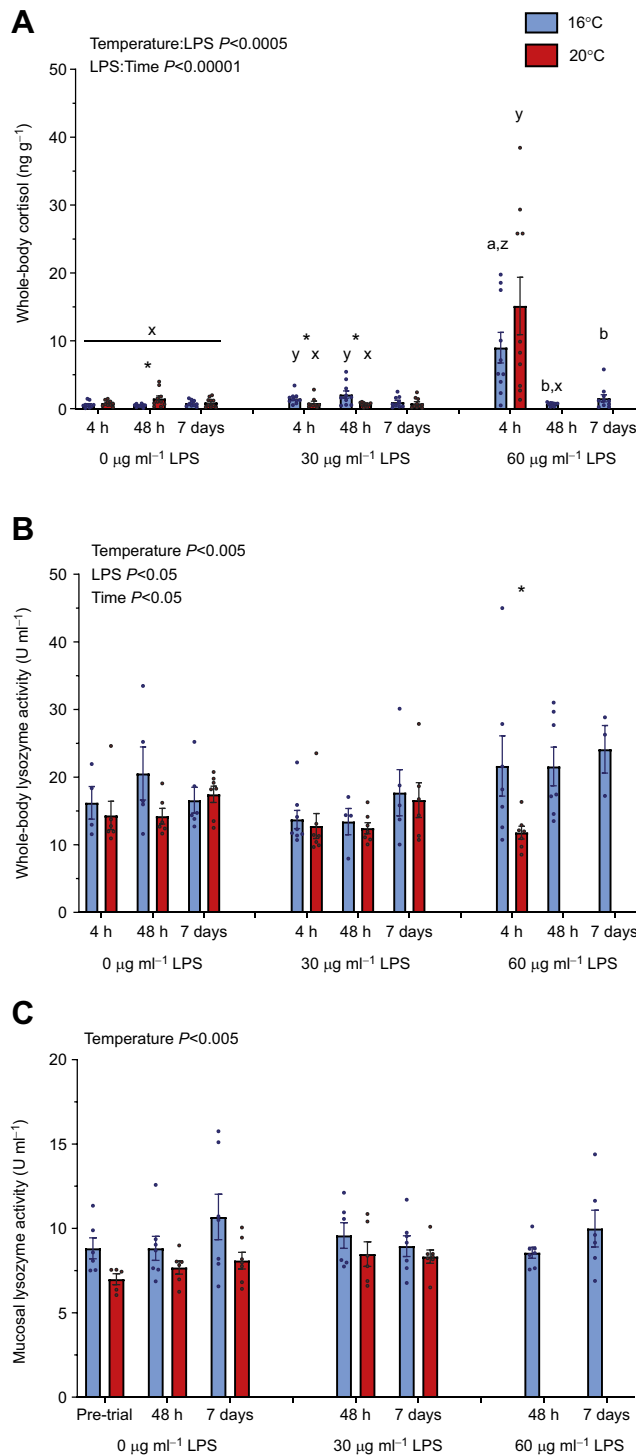 A
Temperature:LPS P<0.0005
LPS:Time P<0.00001
16°C
20°C
Whole-body cortisol (ng g⁻¹)
50
40
30
20
10
0
x
*
*
y
x
*
y
x
a,z
y
b,x
b
4 h 48 h 7 days 4 h 48 h 7 days 4 h 48 h 7 days
0 µg ml⁻¹ LPS 30 µg ml⁻¹ LPS 60 µg ml⁻¹ LPS
B
Temperature P<0.005
LPS P<0.05
Time P<0.05
Whole-body lysozyme activity (U ml⁻¹)
50
40
30
20
10
0
*
4 h 48 h 7 days 4 h 48 h 7 days 4 h 48 h 7 days
0 µg ml⁻¹ LPS 30 µg ml⁻¹ LPS 60 µg ml⁻¹ LPS
C
Temperature P<0.005
Mucosal lysozyme activity (U ml⁻¹)
20
15
10
5
0
Pre-trial 48 h 7 days 48 h 7 days 48 h 7 days
0 µg ml⁻¹ LPS 30 µg ml⁻¹ LPS 60 µg ml⁻¹ LPS